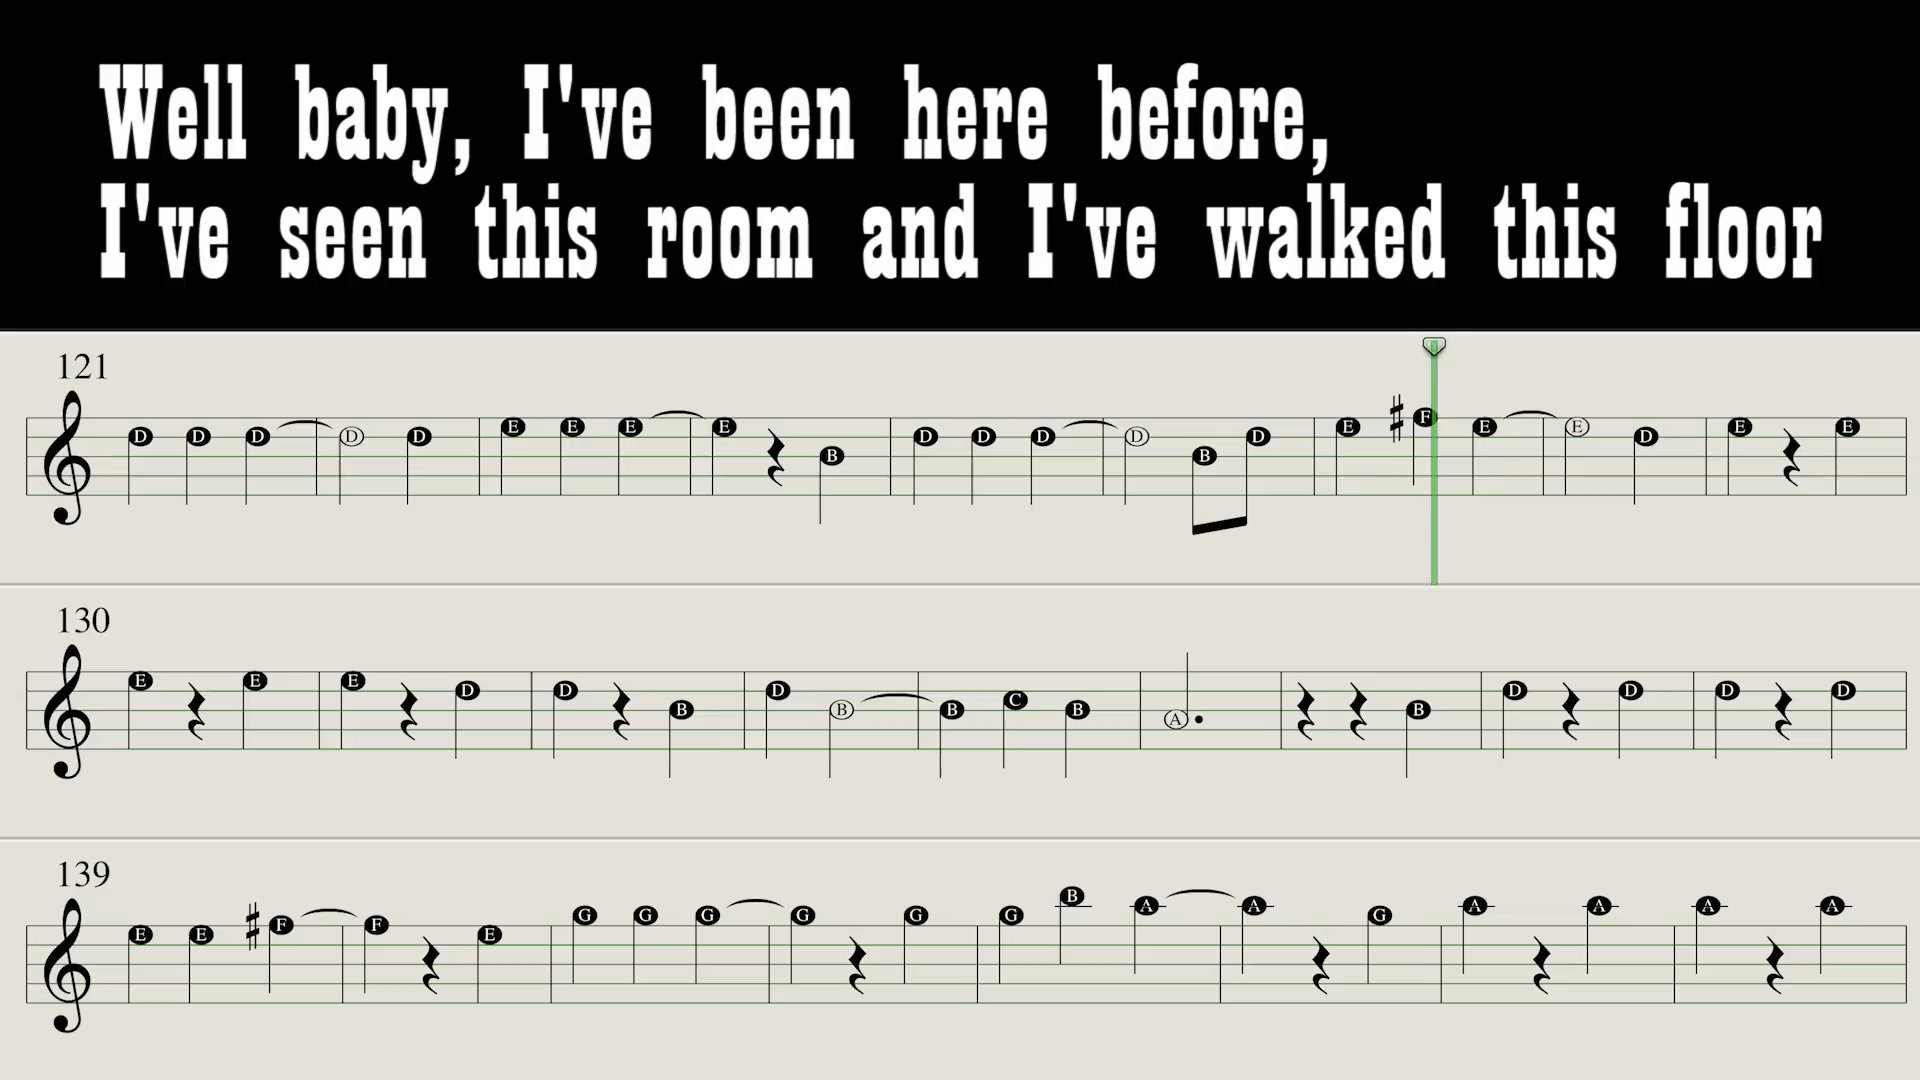 Well baby, I've been here before,
I've seen this room and I've walked this floor
121
D D D D D E E E E B D D D D B D E F E E D E E
130
E E E D D B D B B C B A B D D D D
139
E E F F E G G G G G G B A A G A A A A